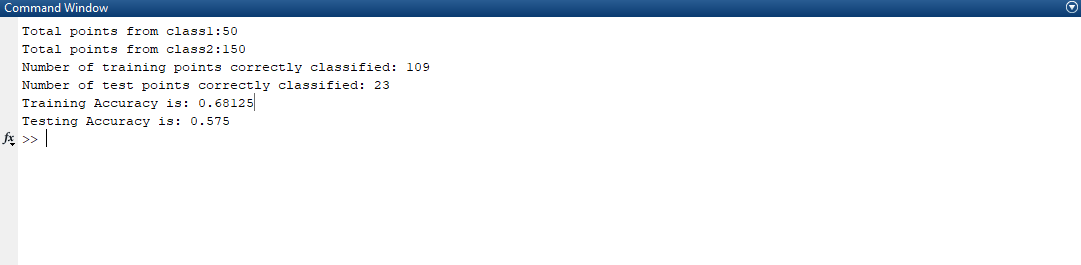 Command Window
Total points from class1:50
Total points from class2:150
Number of training points correctly classified: 109
Number of test points correctly classified: 23
Training Accuracy is: 0.68125
Testing Accuracy is: 0.575
fx >>